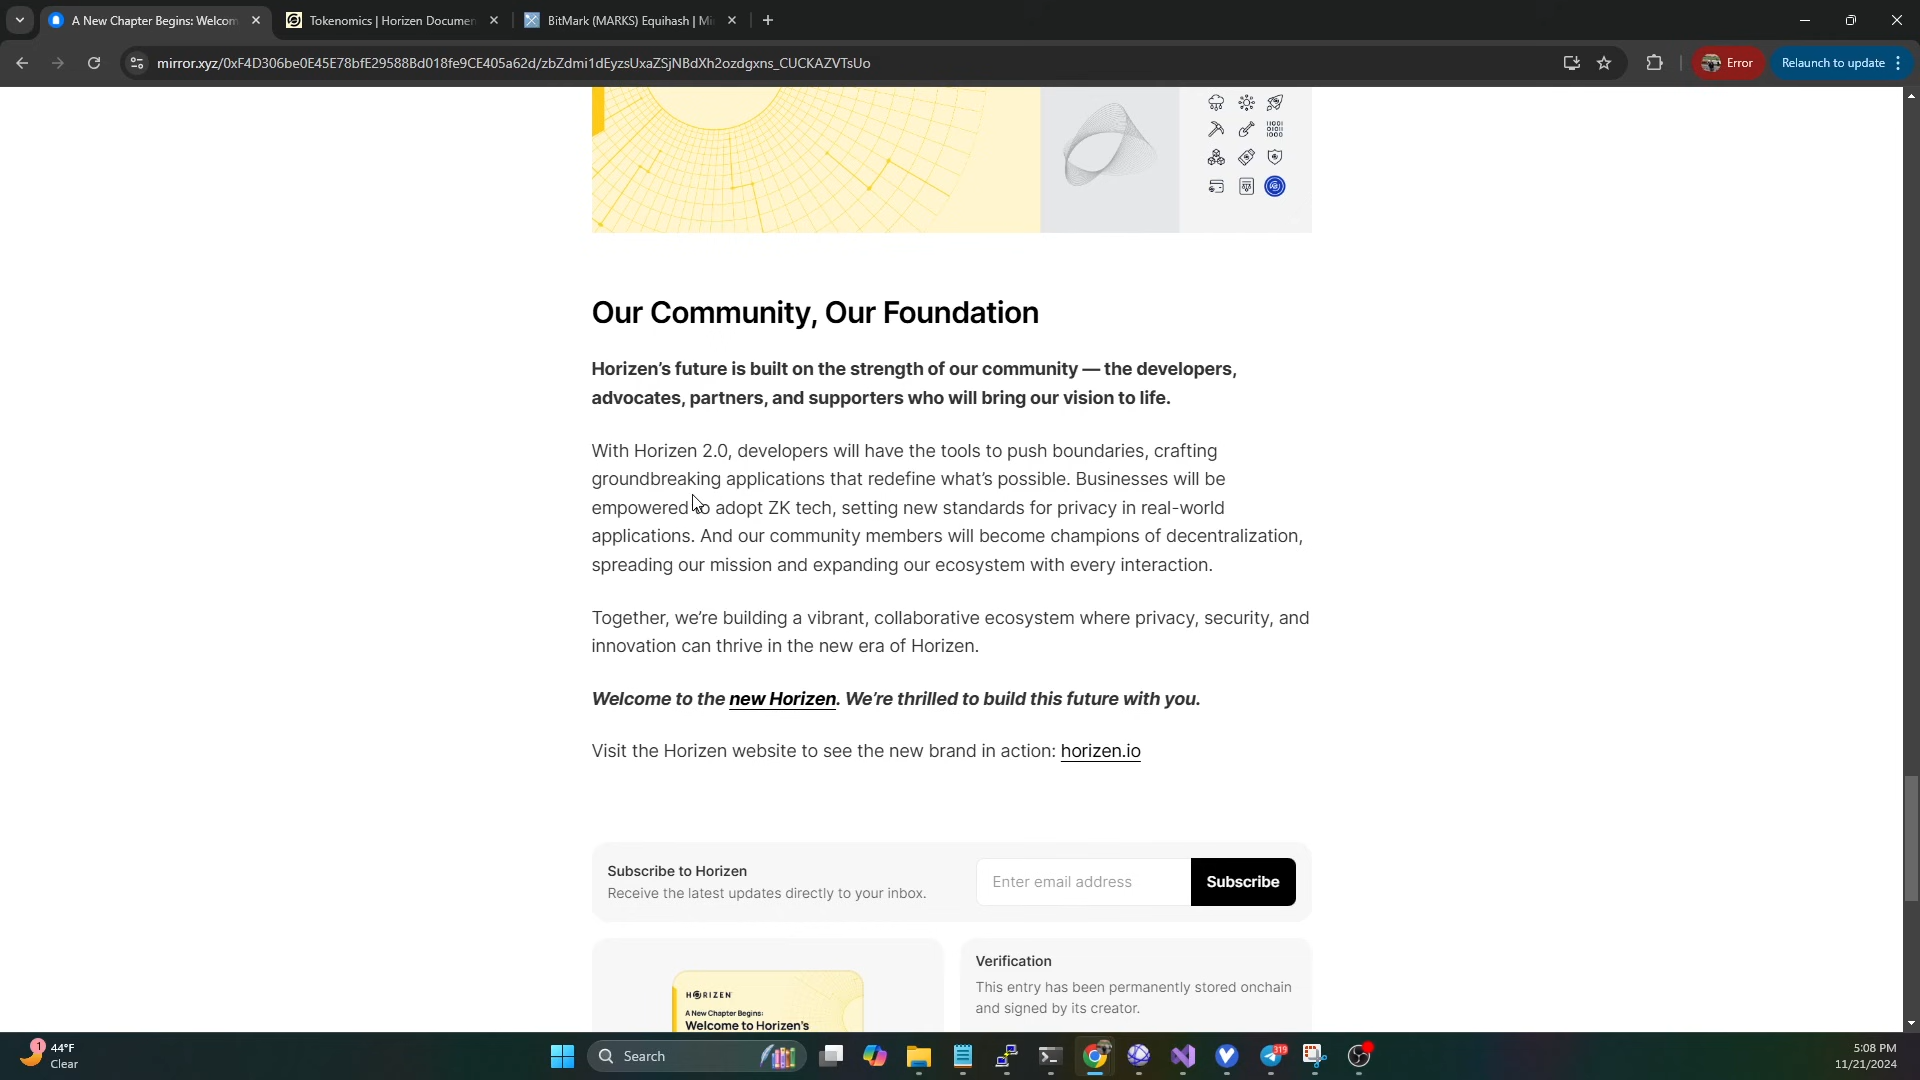 A New Chapter Begins: Welcom
Tokenomics | Horizen Documen
BitMark (MARKS) Equihash | Mi
mirror.xyz/0xF4D306be0E45E78bfE29588Bd018fe9CE405a62d/zbZdmi1dEyzsUxaZSjNBdXh2ozdgxns_CUCKAZVTsUo
Error
Relaunch to update
Our Community, Our Foundation
Horizen’s future is built on the strength of our community — the developers,
advocates, partners, and supporters who will bring our vision to life.
With Horizen 2.0, developers will have the tools to push boundaries, crafting
groundbreaking applications that redefine what’s possible. Businesses will be
empowered to adopt ZK tech, setting new standards for privacy in real-world
applications. And our community members will become champions of decentralization,
spreading our mission and expanding our ecosystem with every interaction.
Together, we’re building a vibrant, collaborative ecosystem where privacy, security, and
innovation can thrive in the new era of Horizen.
Welcome to the new Horizen. We’re thrilled to build this future with you.
Visit the Horizen website to see the new brand in action: horizen.io
Subscribe to Horizen
Receive the latest updates directly to your inbox.
Enter email address
Subscribe
HORIZEN
A New Chapter Begins:
Welcome to Horizen's
Verification
This entry has been permanently stored onchain
and signed by its creator.
1
44°F
Clear
Search
319
5:08 PM
11/21/2024